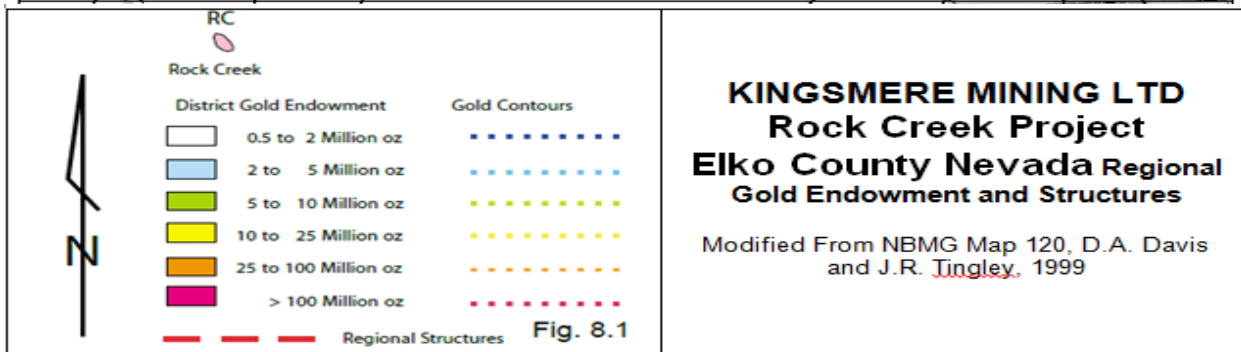 RC
Rock Creek
District Gold Endowment Gold Contours
0.5 to 2 Million oz
2 to 5 Million oz
5 to 10 Million oz
10 to 25 Million oz
25 to 100 Million oz
> 100 Million oz
Regional Structures Fig. 8.1
N
KINGSMERE MINING LTD
Rock Creek Project
Elko County Nevada Regional
Gold Endowment and Structures
Modified From NBMG Map 120, D.A. Davis
and J.R. Tingley, 1999